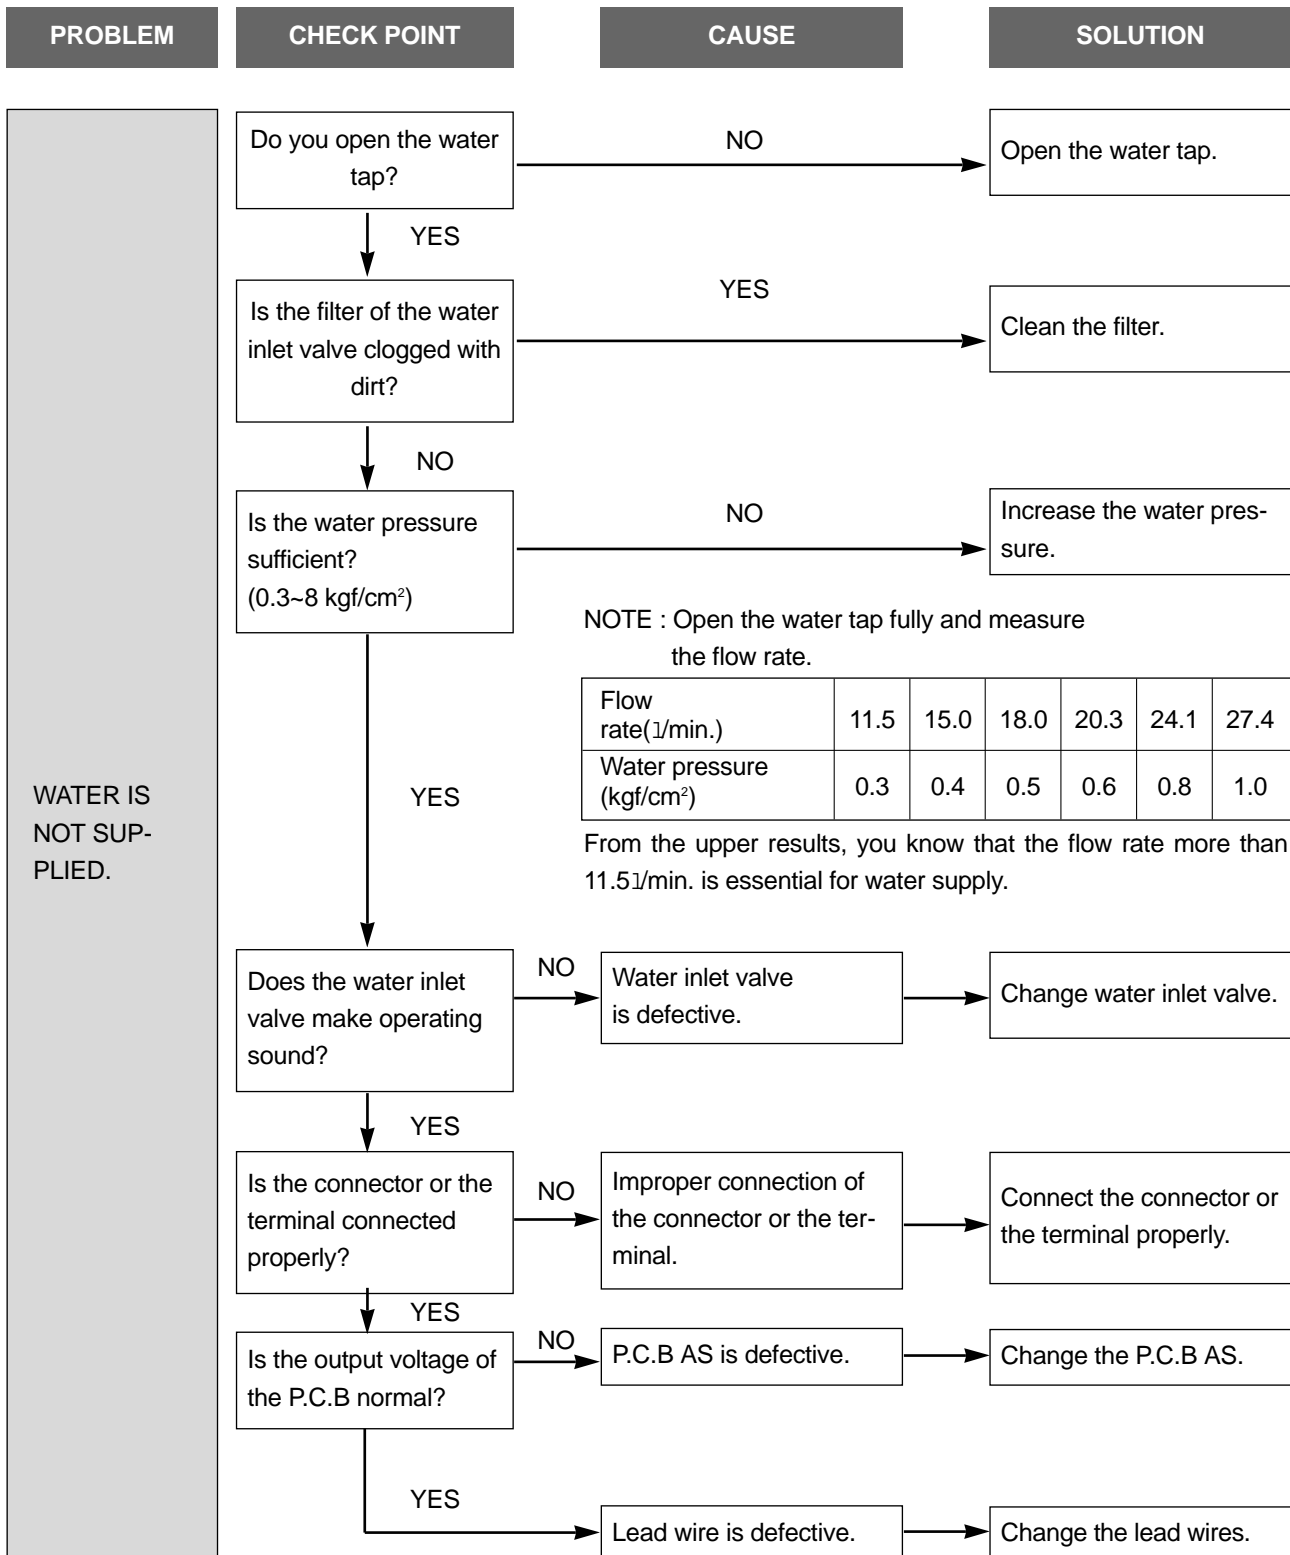 PROBLEM
CHECK POINT
CAUSE
SOLUTION
WATER IS
NOT SUP-
PLIED.
Do you open the water
tap?
NO
Open the water tap.
YES
Is the filter of the water
inlet valve clogged with
dirt?
YES
Clean the filter.
NO
Is the water pressure
sufficient?
(0.3~8 kgf/cm²)
NO
Increase the water pres-
sure.
NOTE : Open the water tap fully and measure
the flow rate.
Flow
rate(l/min.) 11.5 15.0 18.0 20.3 24.1 27.4
Water pressure
(kgf/cm²) 0.3 0.4 0.5 0.6 0.8 1.0
From the upper results, you know that the flow rate more than
11.5l/min. is essential for water supply.
YES
Does the water inlet
valve make operating
sound?
NO
Water inlet valve
is defective.
Change water inlet valve.
YES
Is the connector or the
terminal connected
properly?
NO
Improper connection of
the connector or the ter-
minal.
Connect the connector or
the terminal properly.
YES
Is the output voltage of
the P.C.B normal?
NO
P.C.B AS is defective.
Change the P.C.B AS.
YES
Lead wire is defective.
Change the lead wires.